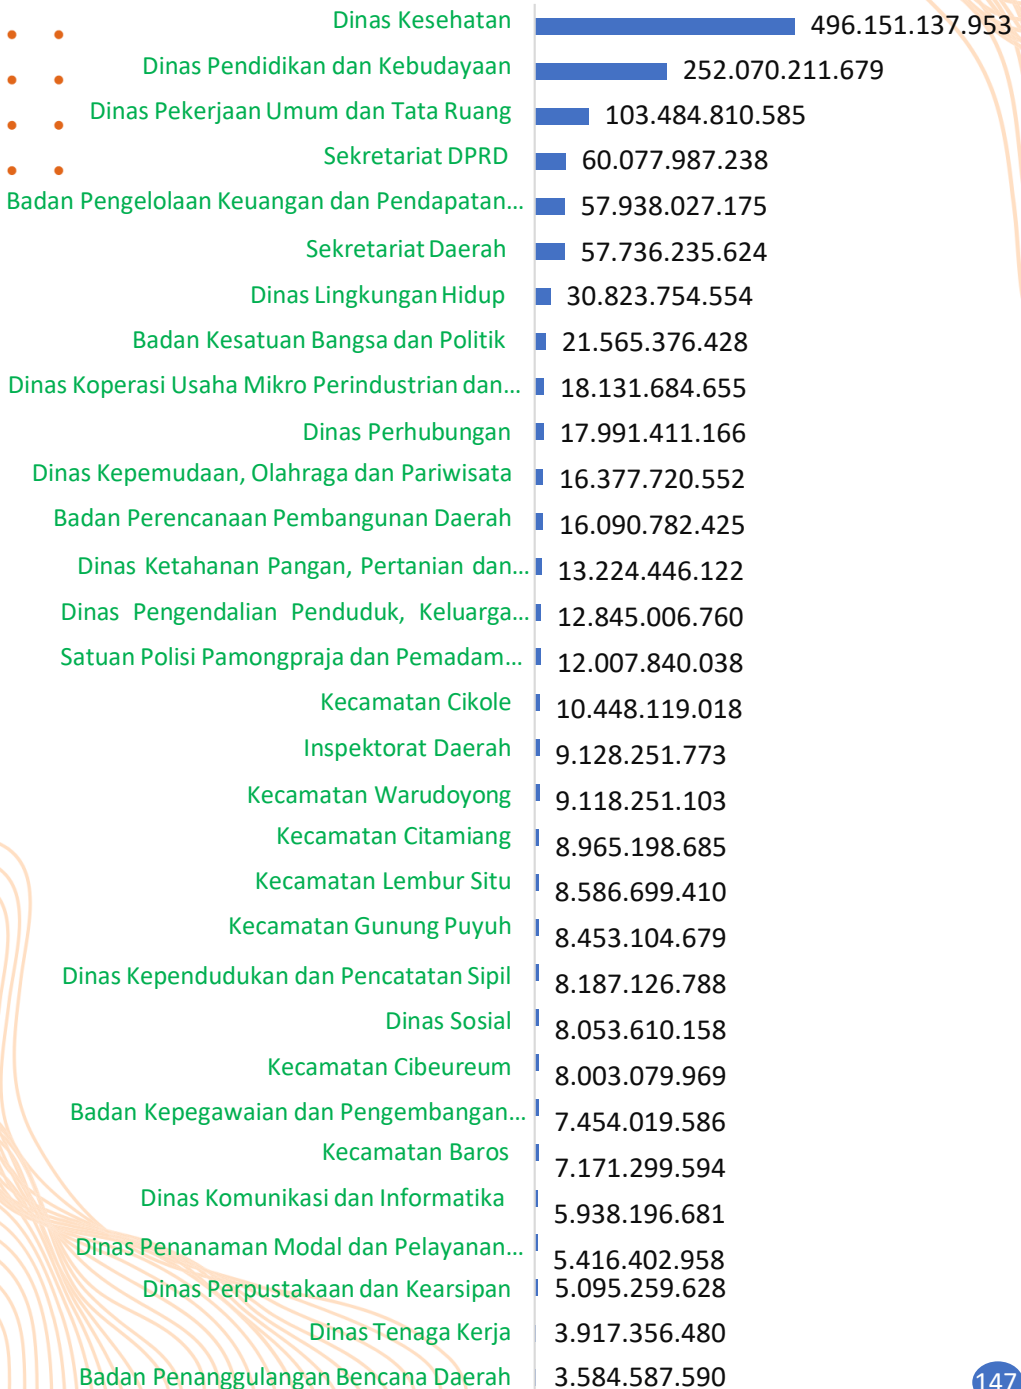 Dinas Kesehatan 496.151.137.953
Dinas Pendidikan dan Kebudayaan 252.070.211.679
Dinas Pekerjaan Umum dan Tata Ruang 103.484.810.585
Sekretariat DPRD 60.077.987.238
Badan Pengelolaan Keuangan dan Pendapatan... 57.938.027.175
Sekretariat Daerah 57.736.235.624
Dinas Lingkungan Hidup 30.823.754.554
Badan Kesatuan Bangsa dan Politik 21.565.376.428
Dinas Koperasi Usaha Mikro Perindustrian dan... 18.131.684.655
Dinas Perhubungan 17.991.411.166
Dinas Kepemudaan, Olahraga dan Pariwisata 16.377.720.552
Badan Perencanaan Pembangunan Daerah 16.090.782.425
Dinas Ketahanan Pangan, Pertanian dan... 13.224.446.122
Dinas Pengendalian Penduduk, Keluarga... 12.845.006.760
Satuan Polisi Pamongpraja dan Pemadam... 12.007.840.038
Kecamatan Cikole 10.448.119.018
Inspektorat Daerah 9.128.251.773
Kecamatan Warudoyong 9.118.251.103
Kecamatan Citamiang 8.965.198.685
Kecamatan Lembur Situ 8.586.699.410
Kecamatan Gunung Puyuh 8.453.104.679
Dinas Kependudukan dan Pencatatan Sipil 8.187.126.788
Dinas Sosial 8.053.610.158
Kecamatan Cibeureum 8.003.079.969
Badan Kepegawaian dan Pengembangan... 7.454.019.586
Kecamatan Baros 7.171.299.594
Dinas Komunikasi dan Informatika 5.938.196.681
Dinas Penanaman Modal dan Pelayanan... 5.416.402.958
Dinas Perpustakaan dan Kearsipan 5.095.259.628
Dinas Tenaga Kerja 3.917.356.480
Badan Penanggulangan Bencana Daerah 3.584.587.590
147